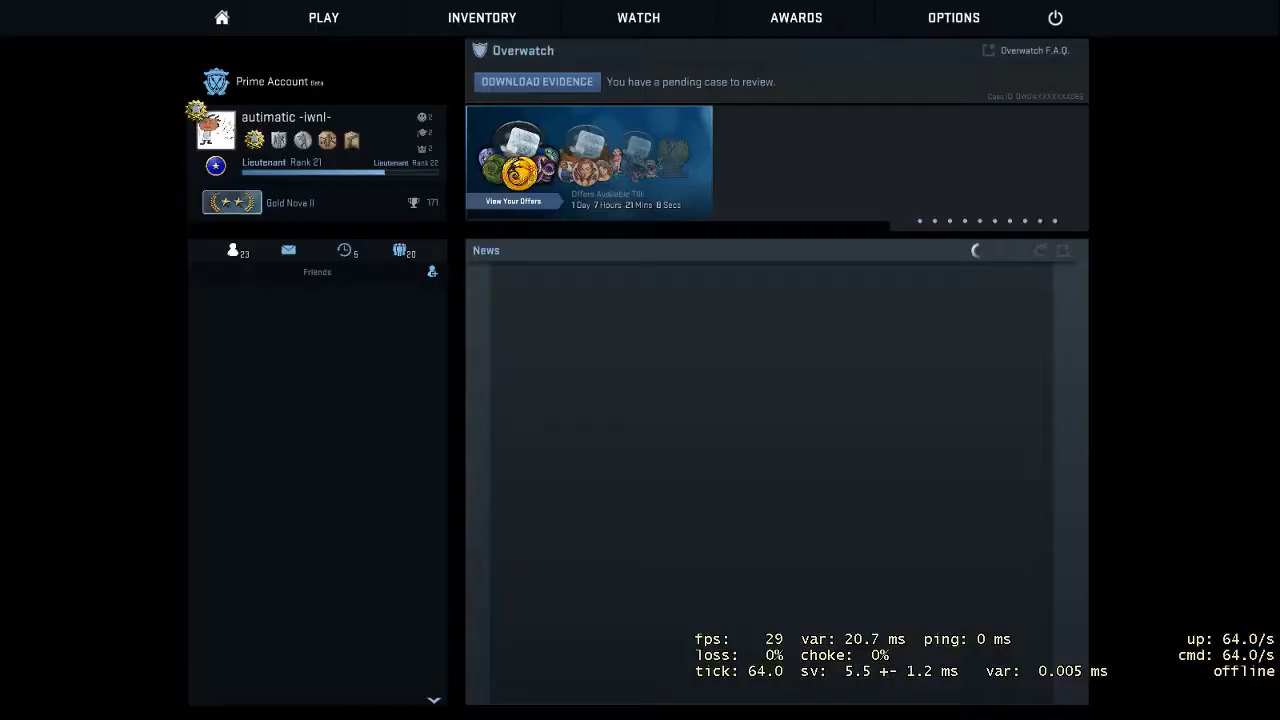 PLAY INVENTORY WATCH AWARDS OPTIONS
Overwatch Overwatch F.A.Q.
Prime Account Beta
DOWNLOAD EVIDENCE You have a pending case to review.
autimatic -iwnl- 2
2
2
Lieutenant Rank 21 Lieutenant Rank 22
Gold Nova II 171
Offers Available Till:
View Your Offers 1 Day 7 Hours 21 Mins 8 Secs
23 5 20
News
Friends
fps: 29 var: 20.7 ms ping: 0 ms up: 64.0/s
loss: 0% choke: 0% cmd: 64.0/s
tick: 64.0 sv: 5.5 +- 1.2 ms var: 0.005 ms offline